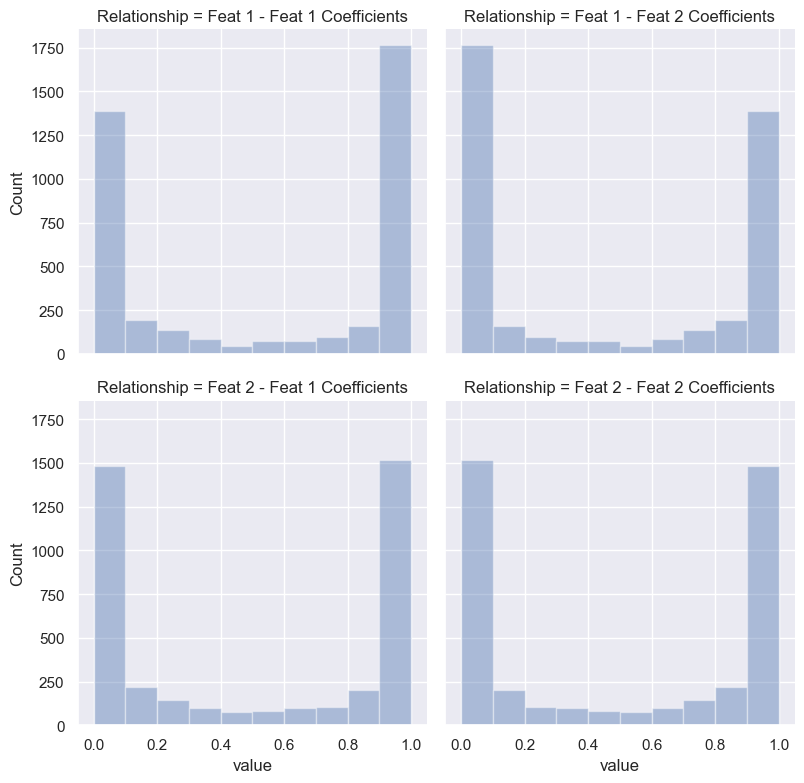 Relationship = Feat 1 - Feat 1 Coefficients
Relationship = Feat 1 - Feat 2 Coefficients
1750
1500
1250
1000
750
500
250
0
Count
Relationship = Feat 2 - Feat 1 Coefficients
Relationship = Feat 2 - Feat 2 Coefficients
1750
1500
1250
1000
750
500
250
0
Count
0.0 0.2 0.4 0.6 0.8 1.0
0.0 0.2 0.4 0.6 0.8 1.0
value
value